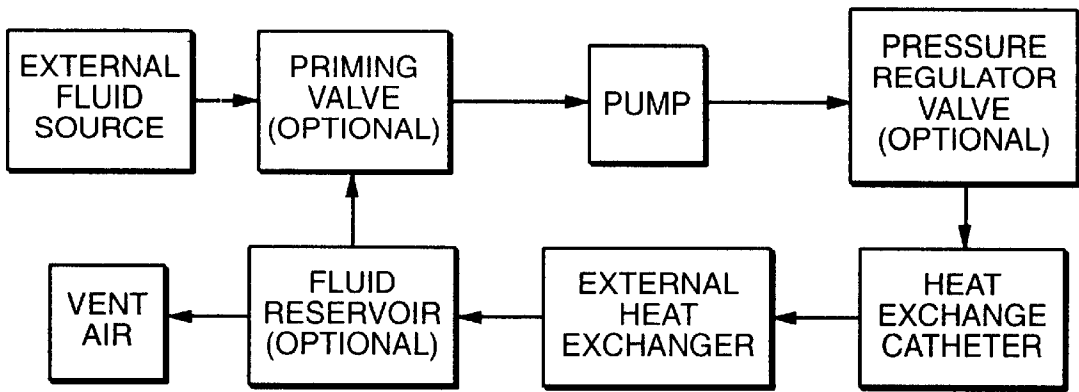 EXTERNAL
FLUID
SOURCE
PRIMING
VALVE
(OPTIONAL)
PUMP
PRESSURE
REGULATOR
VALVE
(OPTIONAL)
VENT
AIR
FLUID
RESERVOIR
(OPTIONAL)
EXTERNAL
HEAT
EXCHANGER
HEAT
EXCHANGE
CATHETER